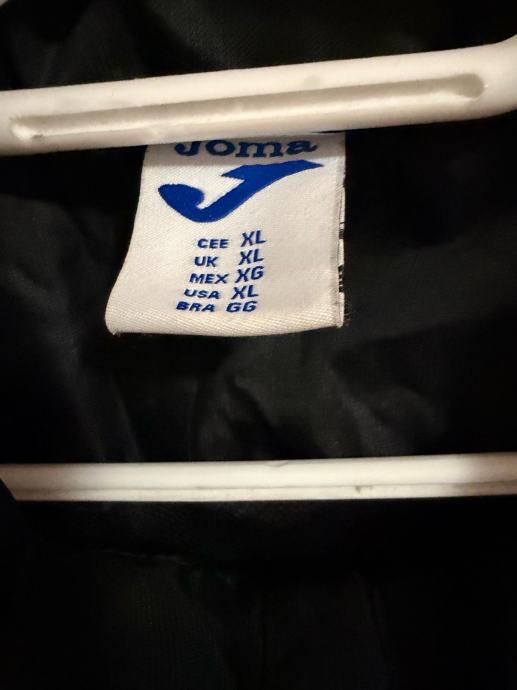 Joma
CEE XL
UK XL
MEX XG
USA XL
BRA GG